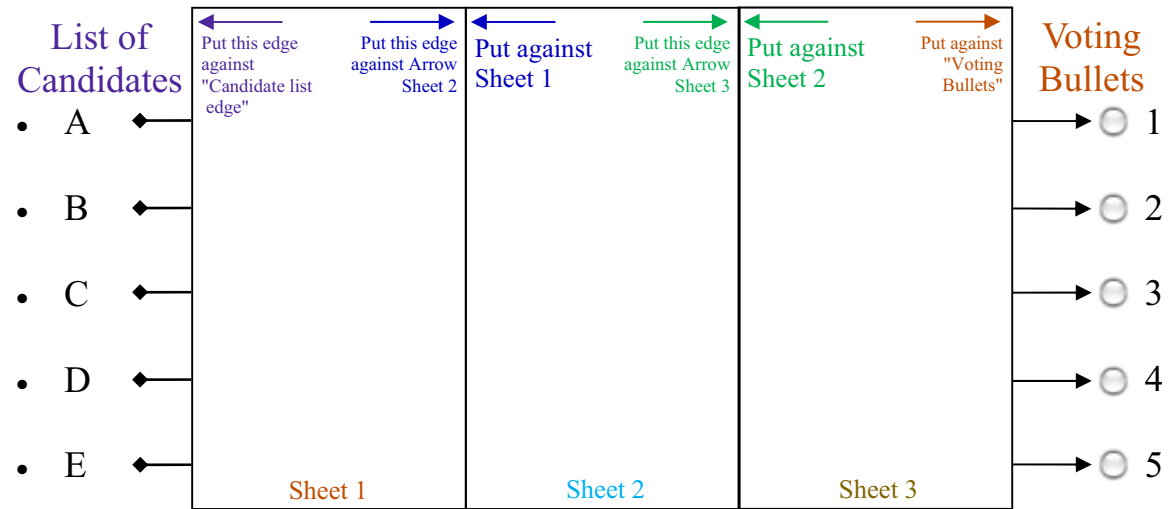 List of
Candidates
• A
• B
• C
• D
• E
Put this edge
against
"Candidate list
edge"
Put this edge
against Arrow
Sheet 2
Sheet 1
Put against
Sheet 1
Put this edge
against Arrow
Sheet 3
Sheet 2
Put against
Sheet 2
Put against
"Voting
Bullets"
Sheet 3
Voting
Bullets
1
2
3
4
5